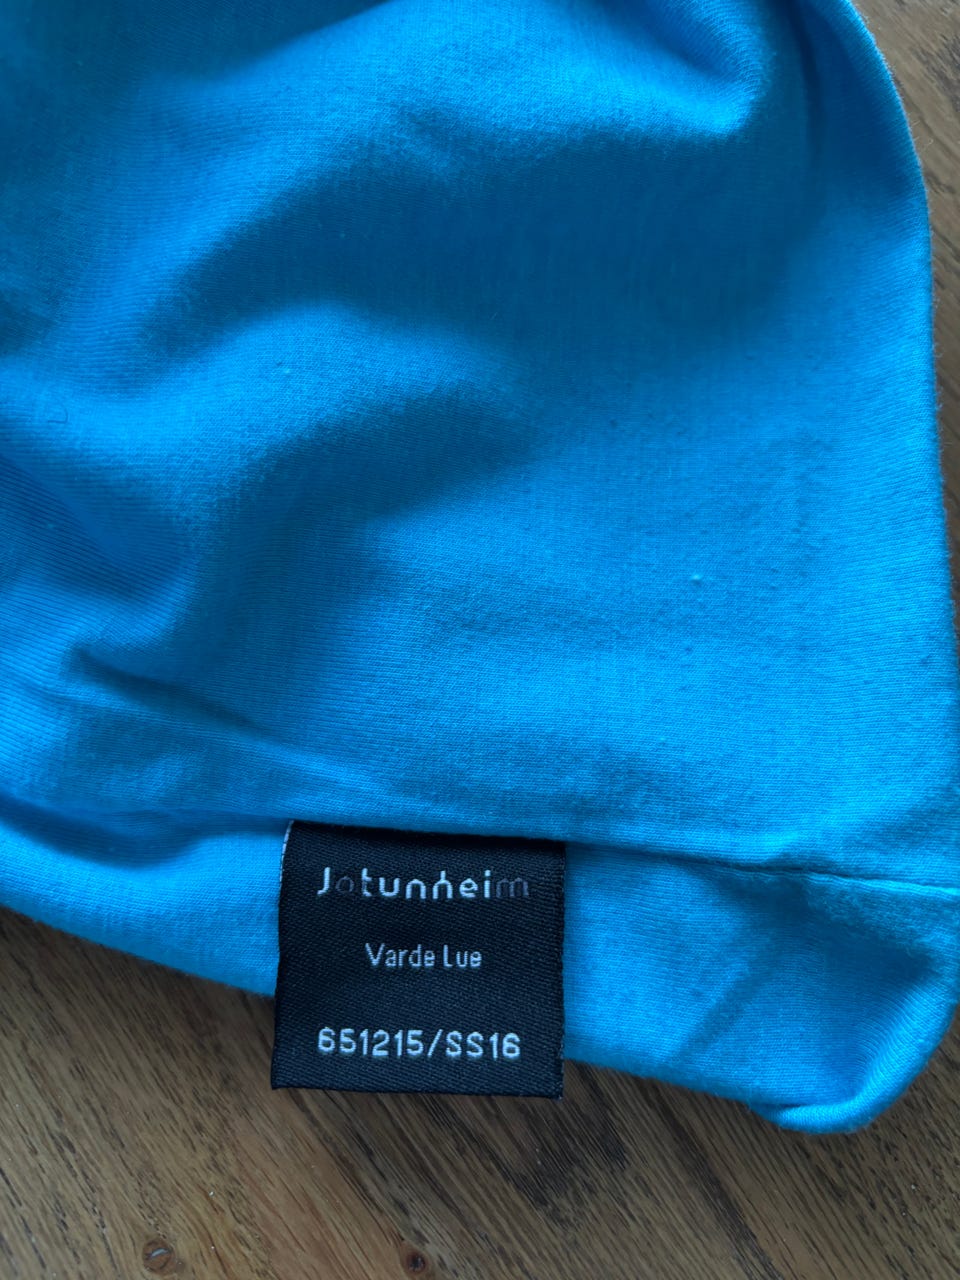 Jotunheim
Varde Lue
651215/SS16